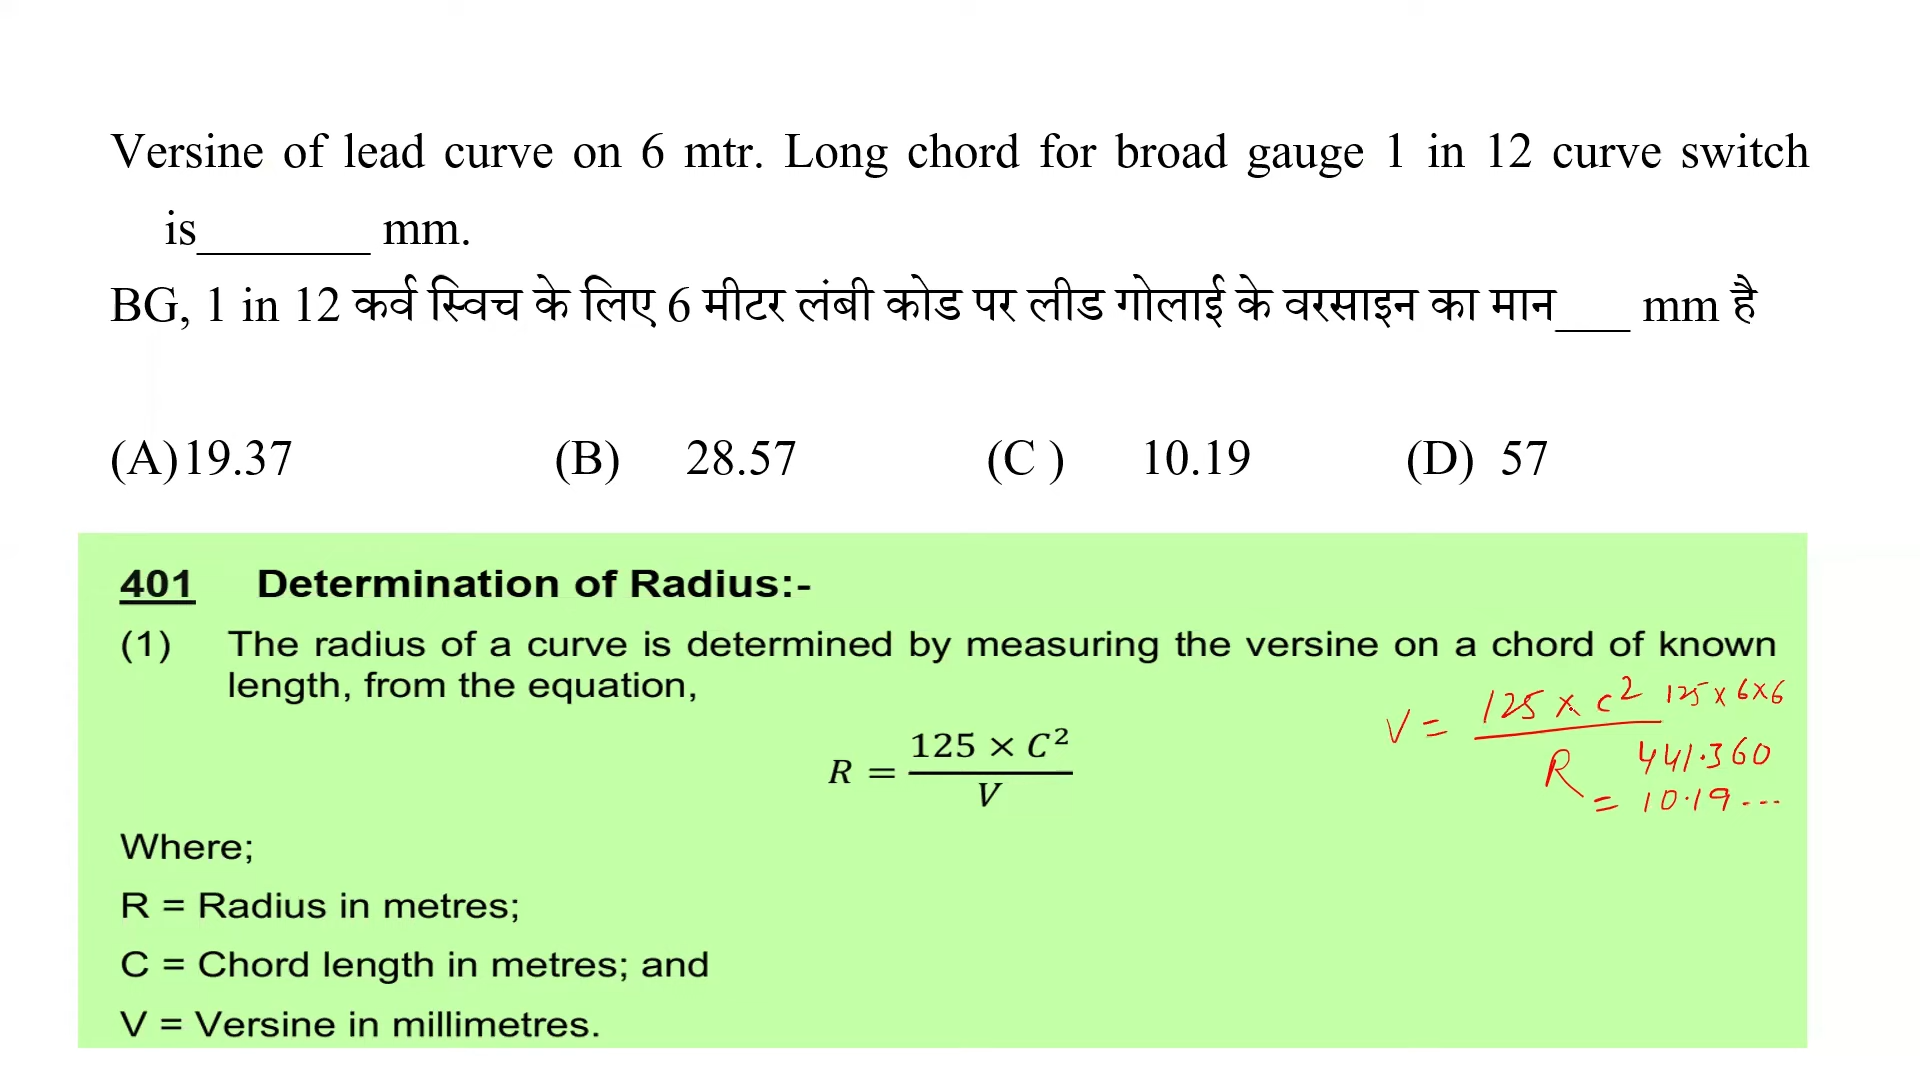 Versine of lead curve on 6 mtr. Long chord for broad gauge 1 in 12 curve switch
is_______ mm.
BG, 1 in 12 कर्व स्विच के लिए 6 मीटर लंबी कोड पर लीड गोलाई के वरसाइन का मान___ mm है
(A)19.37 (B) 28.57 (C ) 10.19 (D) 57
401 Determination of Radius:-
(1) The radius of a curve is determined by measuring the versine on a chord of known
length, from the equation,
R = 125 × C² / V
V = 125 × C² / R
125 × 6×6
441.360
= 10.19 ...
Where;
R = Radius in metres;
C = Chord length in metres; and
V = Versine in millimetres.